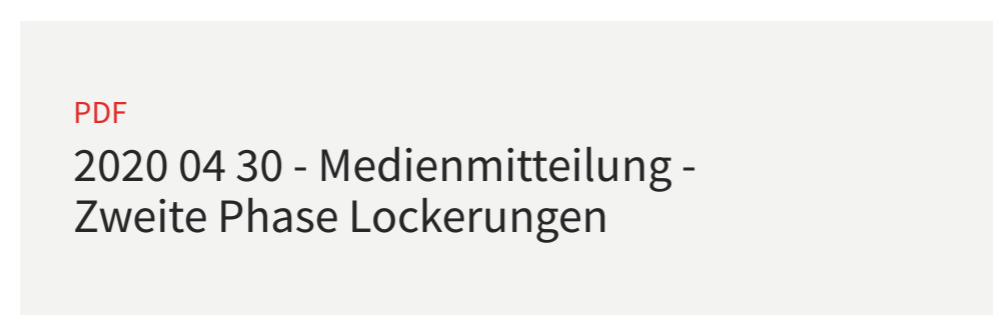 PDF
2020 04 30 - Medienmitteilung -
Zweite Phase Lockerungen